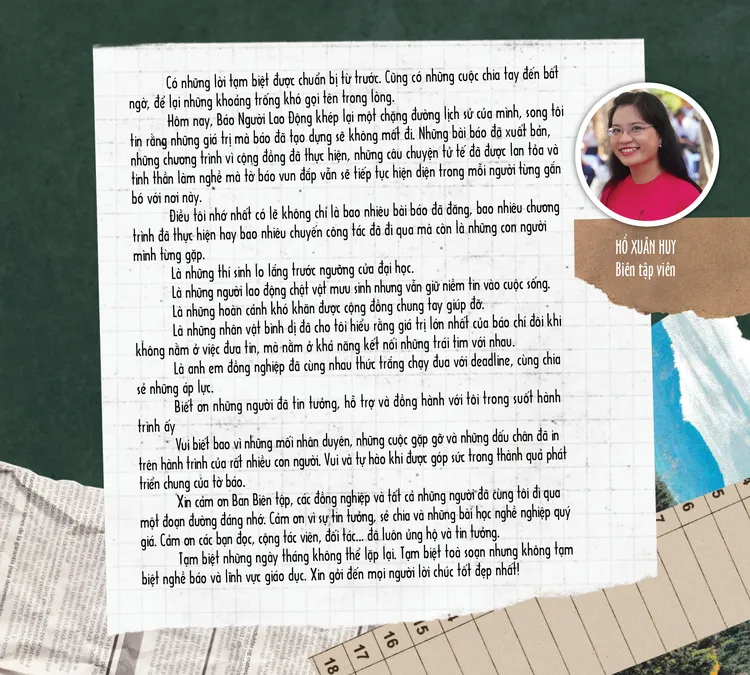 Có những lời tạm biệt được chuẩn bị từ trước. Cũng có những cuộc chia tay đến bất
ngờ, để lại những khoảng trống khó gọi tên trong lòng.
Hôm nay, Báo Người Lao Động khép lại một chặng đường lịch sử của mình, song tôi
tin rằng những giá trị mà báo đã tạo dựng sẽ không mất đi. Những bài báo đã xuất bản,
những chương trình vì cộng đồng đã thực hiện, những câu chuyện tử tế đã được lan tỏa và
tinh thần làm nghề mà tờ báo vun đắp vẫn sẽ tiếp tục hiện diện trong mỗi người từng gắn
bó với nơi này.
Điều tôi nhớ nhất có lẽ không chỉ là bao nhiêu bài báo đã đăng, bao nhiêu chương
trình đã thực hiện hay bao nhiêu chuyến công tác đã đi qua mà còn là những con người
mình từng gặp.
Là những thí sinh lo lắng trước ngưỡng cửa đại học.
Là những người lao động chật vật mưu sinh nhưng vẫn giữ niềm tin vào cuộc sống.
Là những hoàn cảnh khó khăn được cộng đồng chung tay giúp đỡ.
Là những nhân vật bình dị đã cho tôi hiểu rằng giá trị lớn nhất của báo chí đôi khi
không nằm ở việc đưa tin, mà nằm ở khả năng kết nối những trái tim với nhau.
Là anh em đồng nghiệp đã cùng nhau thức trắng chạy đua với deadline, cùng chia
sẻ những áp lực.
Biết ơn những người đã tin tưởng, hỗ trợ và đồng hành với tôi trong suốt hành
trình ấy
Vui biết bao vì những mối nhân duyên, những cuộc gặp gỡ và những dấu chân đã in
trên hành trình của rất nhiều con người. Vui và tự hào khi được góp sức trong thành quả phát
triển chung của tờ báo.
Xin cảm ơn Ban Biên tập, các đồng nghiệp và tất cả những người đã cùng tôi đi qua
một đoạn đường đáng nhớ. Cảm ơn vì sự tin tưởng, sẻ chia và những bài học nghề nghiệp quý
giá. Cảm ơn các bạn đọc, cộng tác viên, đối tác... đã luôn ủng hộ và tin tưởng.
Tạm biệt những ngày tháng không thể lặp lại. Tạm biệt toà soạn nhưng không tạm
biệt nghề báo và lĩnh vực giáo dục. Xin gởi đến mọi người lời chúc tốt đẹp nhất!
HỒ XUÂN HUY
Biên tập viên
5
15
16
17
18